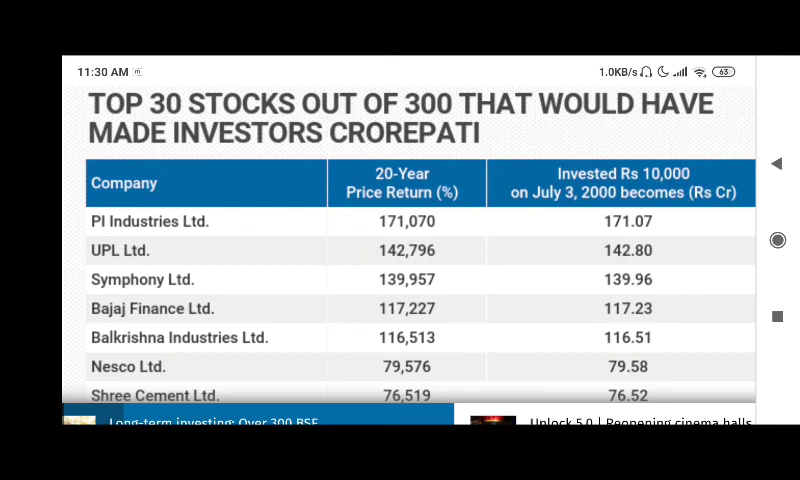 11:30 AM
1.0KB/s 63
TOP 30 STOCKS OUT OF 300 THAT WOULD HAVE
MADE INVESTORS CROREPATI
Company 20-Year Price Return (%) Invested Rs 10,000 on July 3, 2000 becomes (Rs Cr)
PI Industries Ltd. 171,070 171.07
UPL Ltd. 142,796 142.80
Symphony Ltd. 139,957 139.96
Bajaj Finance Ltd. 117,227 117.23
Balkrishna Industries Ltd. 116,513 116.51
Nesco Ltd. 79,576 79.58
Shree Cement Ltd. 76,519 76.52
Long-term investing: Over 300 BSE
Unlock 5.0 | Reopening cinema halls